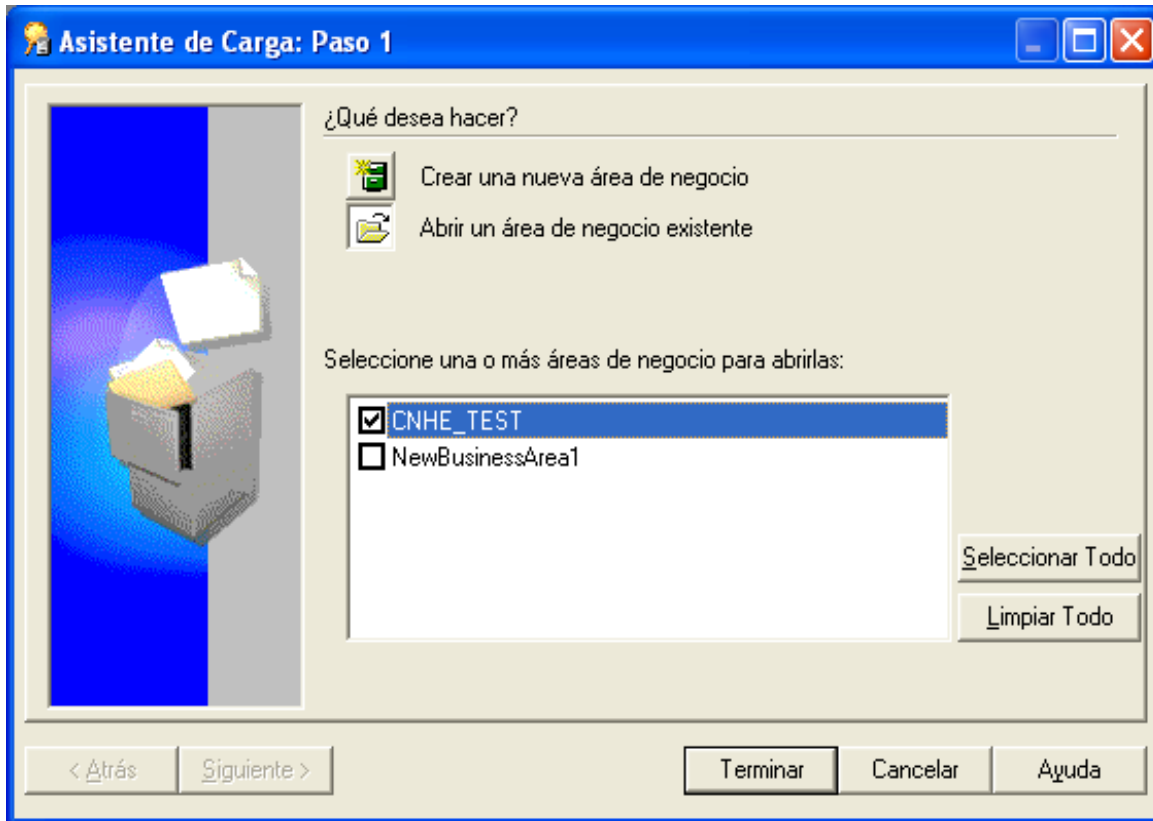 Asistente de Carga: Paso 1
¿Qué desea hacer?
Crear una nueva área de negocio
Abrir un área de negocio existente
Seleccione una o más áreas de negocio para abrirlas:
CNHE_TEST
NewBusinessArea1
Seleccionar Todo
Limpiar Todo
< Atrás Siguiente > Terminar Cancelar Ayuda